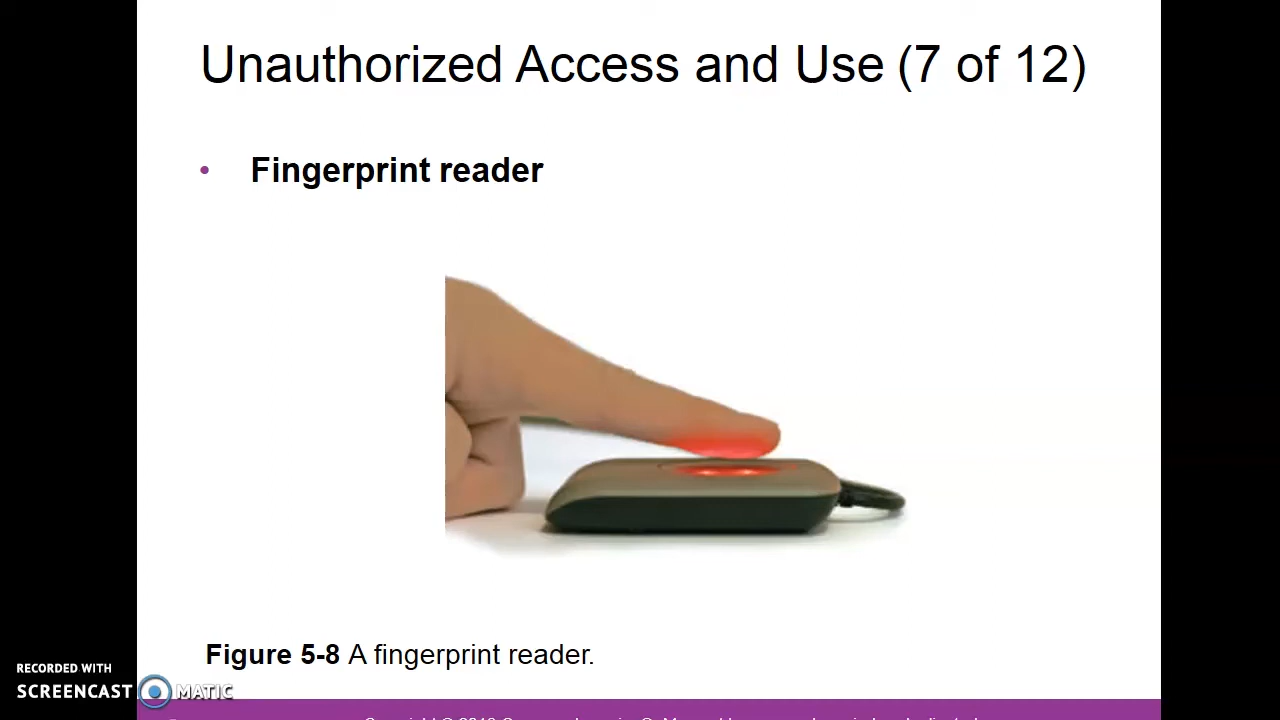 Unauthorized Access and Use (7 of 12)
• Fingerprint reader
Figure 5-8 A fingerprint reader.
RECORDED WITH
SCREENCAST MATIC